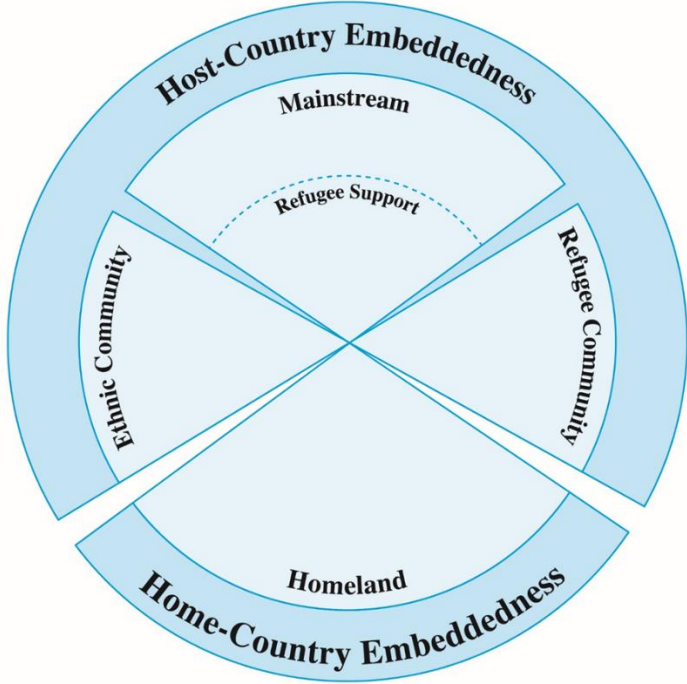 Host-Country Embeddedness
Mainstream
Refugee Support
Ethnic Community
Refugee Community
Homeland
Home-Country Embeddedness